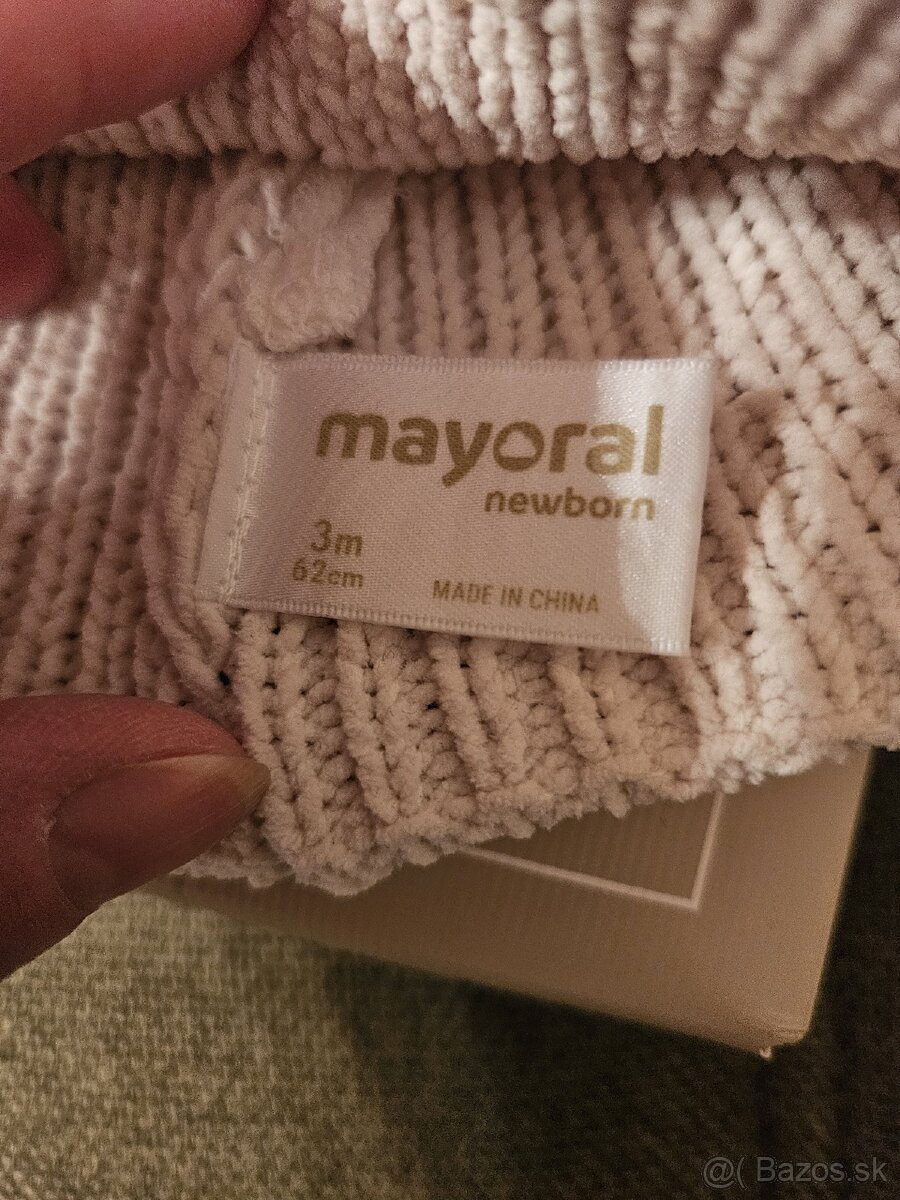 mayoral
newborn
3m
62cm
MADE IN CHINA
@( Bazos.sk